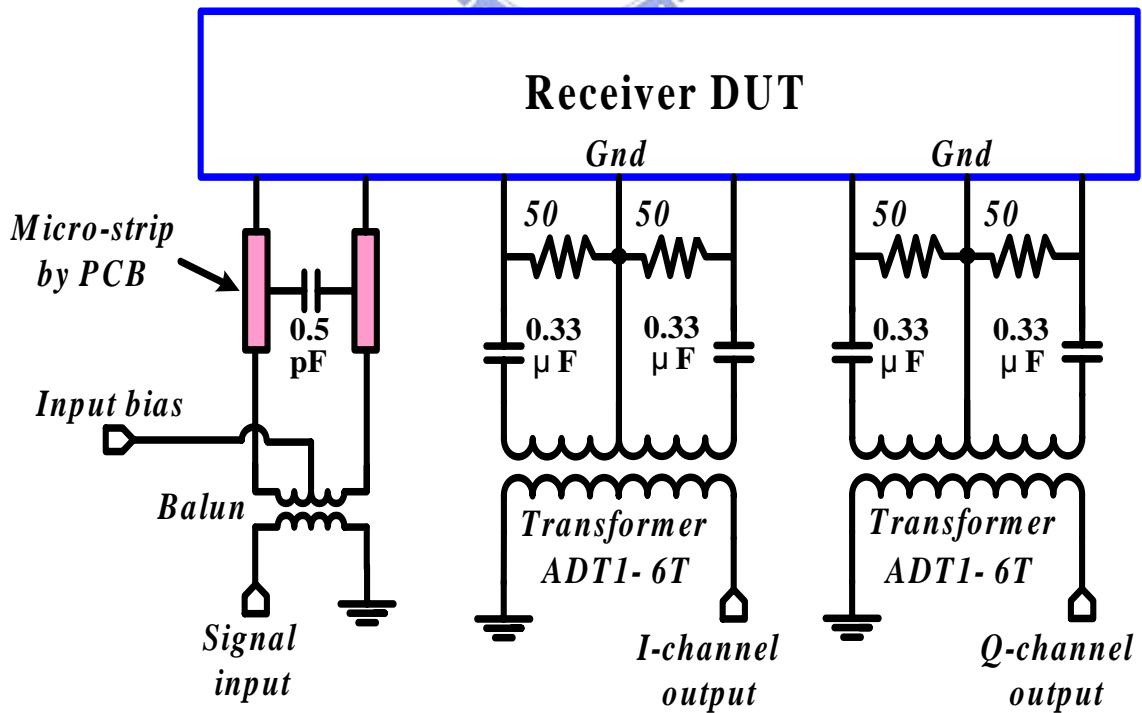 Receiver DUT
Gnd
Gnd
50
50
50
50
Micro-strip
by PCB
0.5
pF
0.33
μ F
0.33
μ F
0.33
μ F
0.33
μ F
Input bias
Balun
Transformer
ADT1- 6T
Transformer
ADT1- 6T
Signal
input
I-channel
output
Q-channel
output